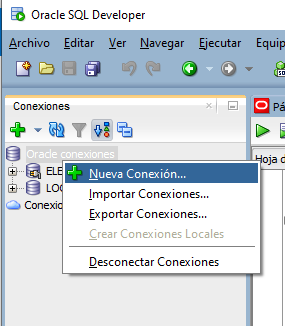 Oracle SQL Developer
Archivo Editar Ver Navegar Ejecutar Equip
Conexiones
Pá
Oracle conexiones
Hoja d
ELE
LOC
Conexio
Nueva Conexión...
Importar Conexiones...
Exportar Conexiones...
Crear Conexiones Locales
Desconectar Conexiones